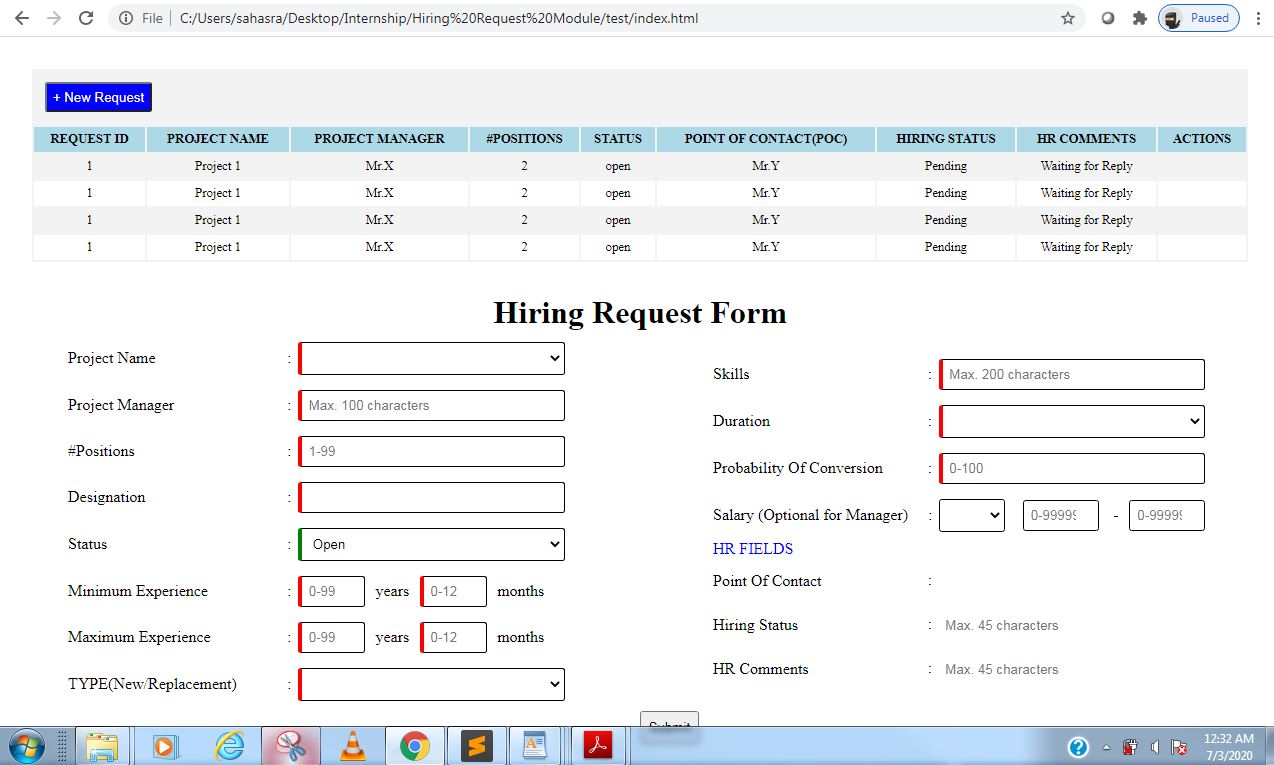 File | C:/Users/sahasra/Desktop/Internship/Hiring%20Request%20Module/test/index.html Paused
+ New Request
REQUEST ID PROJECT NAME PROJECT MANAGER #POSITIONS STATUS POINT OF CONTACT(POC) HIRING STATUS HR COMMENTS ACTIONS
1 Project 1 Mr.X 2 open Mr.Y Pending Waiting for Reply
1 Project 1 Mr.X 2 open Mr.Y Pending Waiting for Reply
1 Project 1 Mr.X 2 open Mr.Y Pending Waiting for Reply
1 Project 1 Mr.X 2 open Mr.Y Pending Waiting for Reply
Hiring Request Form
Project Name :
Project Manager : Max. 100 characters
#Positions : 1-99
Designation :
Status : Open
Minimum Experience : 0-99 years 0-12 months
Maximum Experience : 0-99 years 0-12 months
TYPE(New/Replacement) :
Skills : Max. 200 characters
Duration :
Probability Of Conversion : 0-100
Salary (Optional for Manager) : 0-9999 - 0-9999
HR FIELDS
Point Of Contact :
Hiring Status : Max. 45 characters
HR Comments : Max. 45 characters
Submit
12:32 AM
7/3/2020